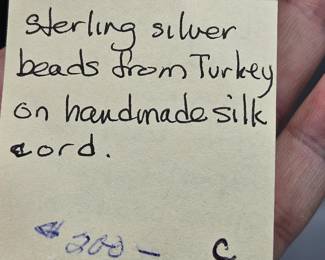 sterling silver
beads from Turkey
on handmade silk
cord.
200 - C